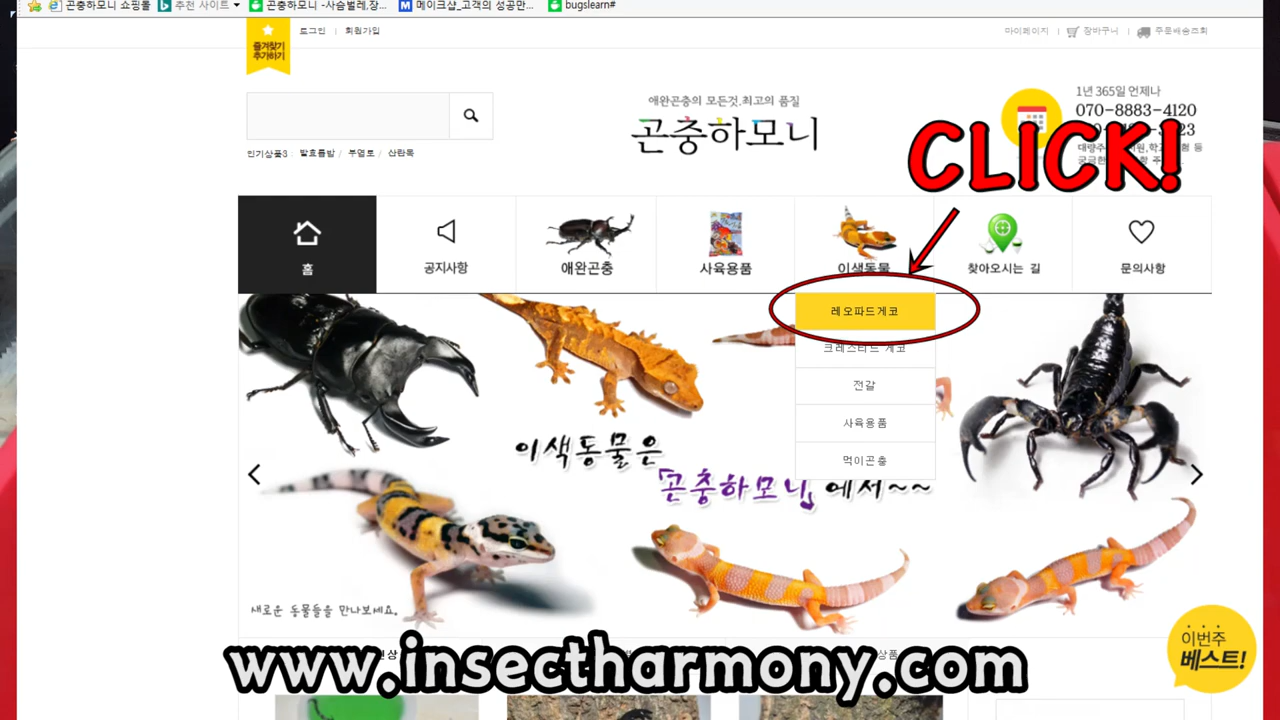 곤충하모니 쇼핑몰 추천 사이트 곤충하모니 -사슴벌레,장... 메이크샵_고객의 성공만... bugslearn#
즐겨찾기
추가하기
로그인 회원가입
마이페이지 장바구니 주문배송조회
애완곤충의 모든것.최고의 품질
곤충하모니
1년 365일 언제나
070-8883-4120
CLICK!
인기상품3 : 발효톱밥 / 부엽토 / 산란목
홈
공지사항
애완곤충
사육용품
이색동물
찾아오시는 길
문의사항
레오파드게코
크레스티드 게코
전갈
사육용품
먹이곤충
이색동물은
「곤충하모니」에서~~
새로운 동물들을 만나보세요.
이번주
베스트!
www.insectharmony.com